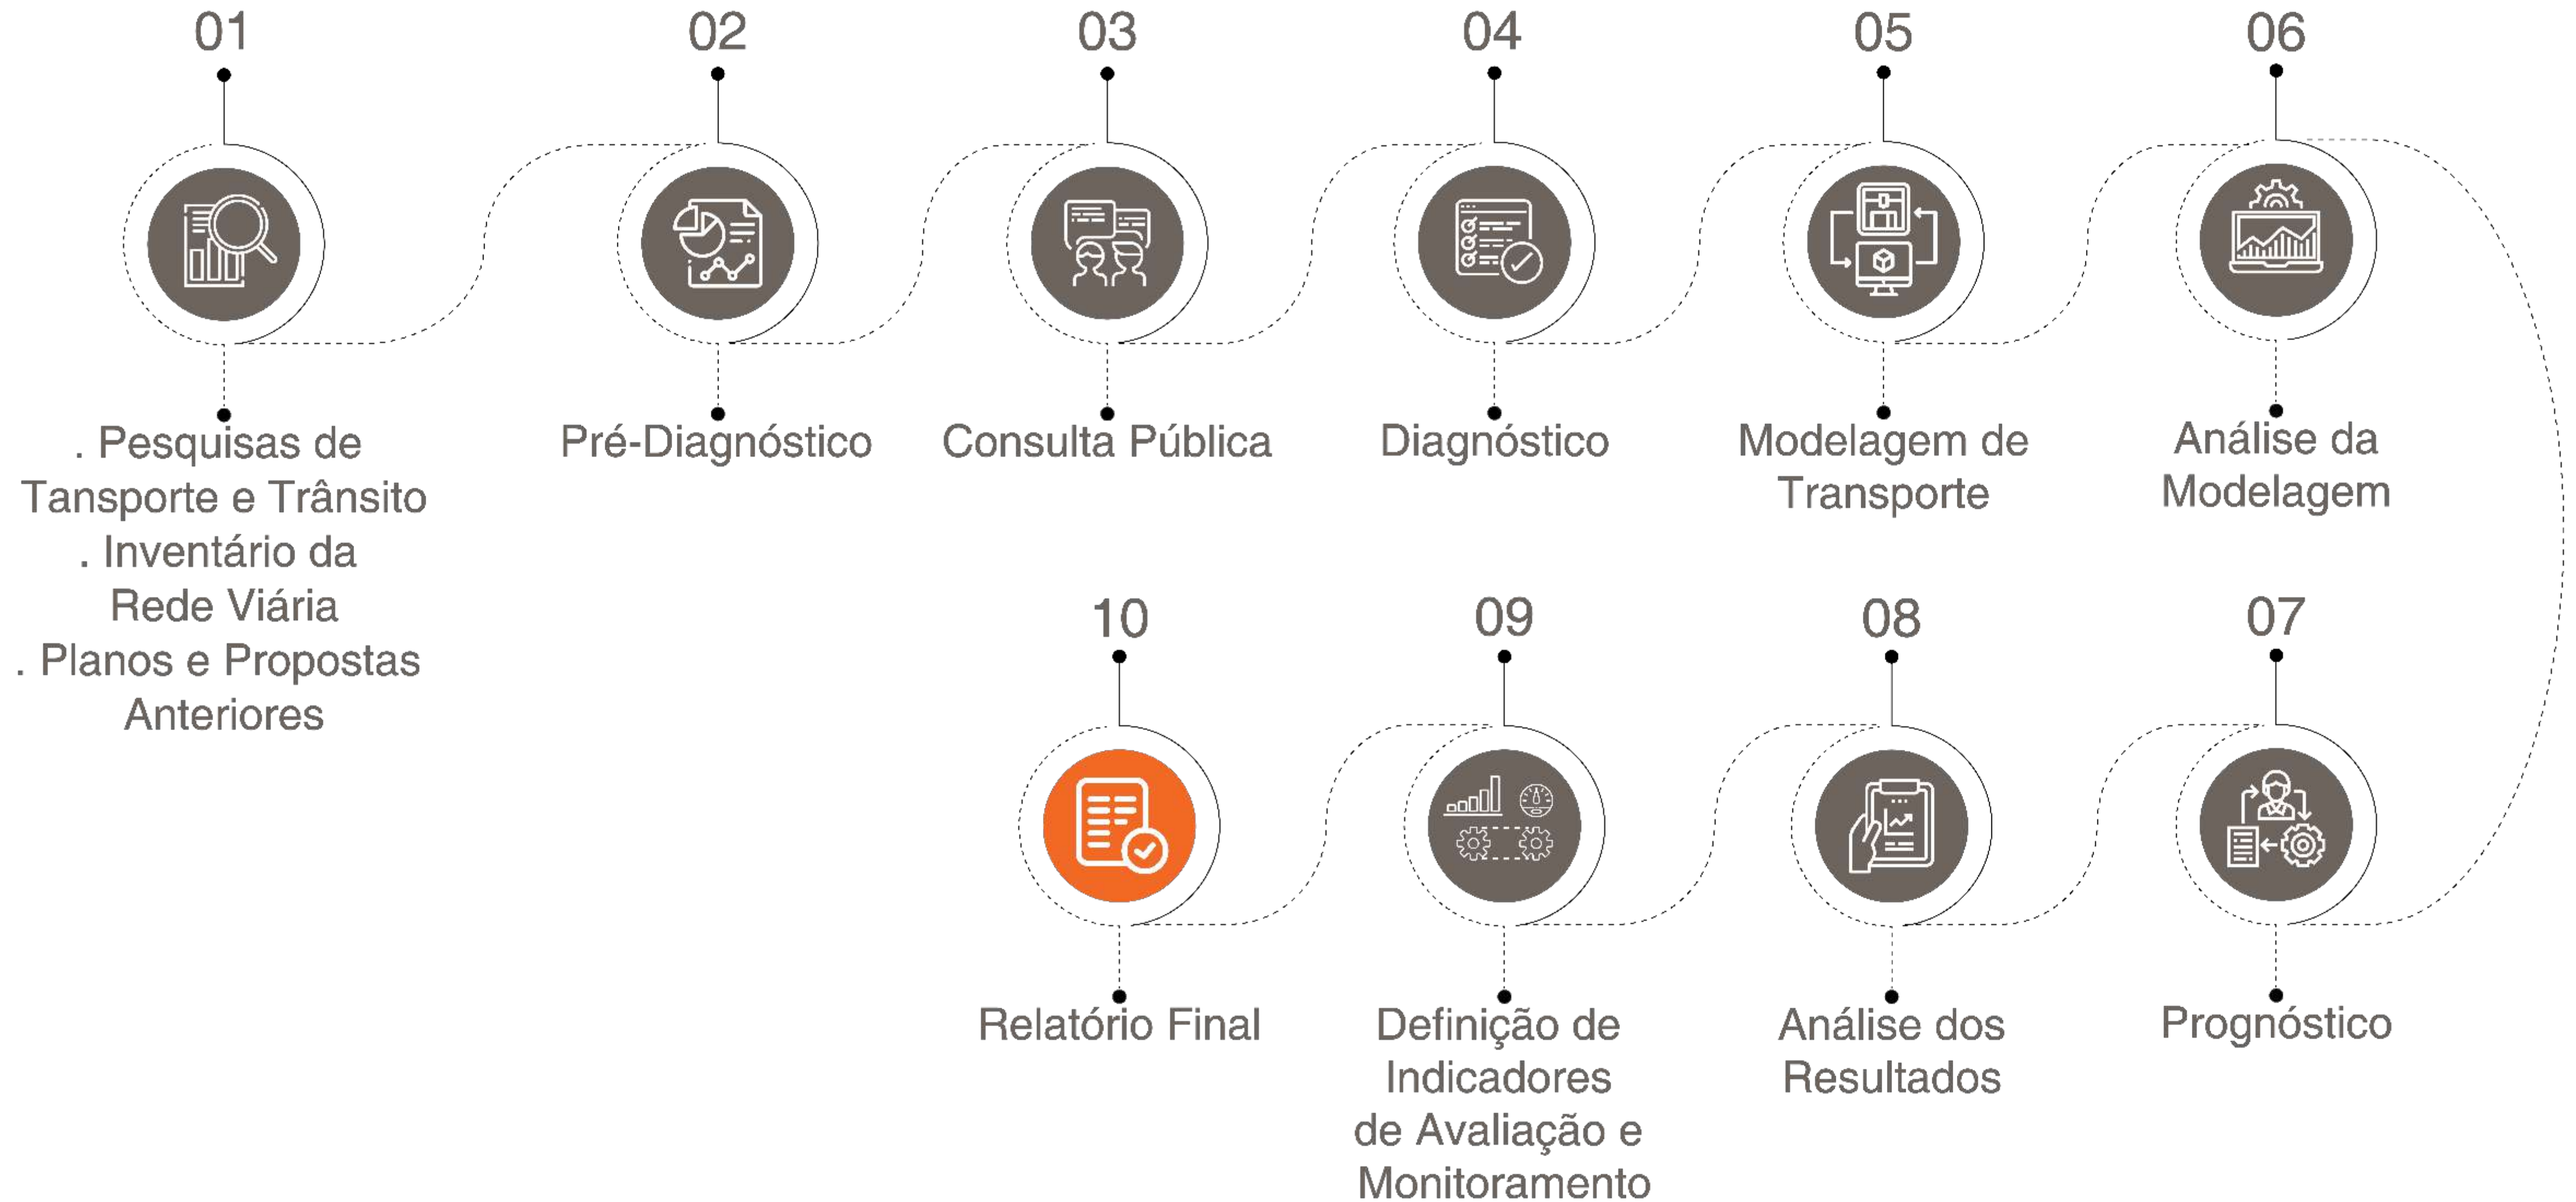 01
. Pesquisas de
Tansporte e Trânsito
. Inventário da
Rede Viária
. Planos e Propostas
Anteriores
02
Pré-Diagnóstico
03
Consulta Pública
04
Diagnóstico
05
Modelagem de
Transporte
06
Análise da
Modelagem
07
Prognóstico
08
Análise dos
Resultados
09
Definição de
Indicadores
de Avaliação e
Monitoramento
10
Relatório Final